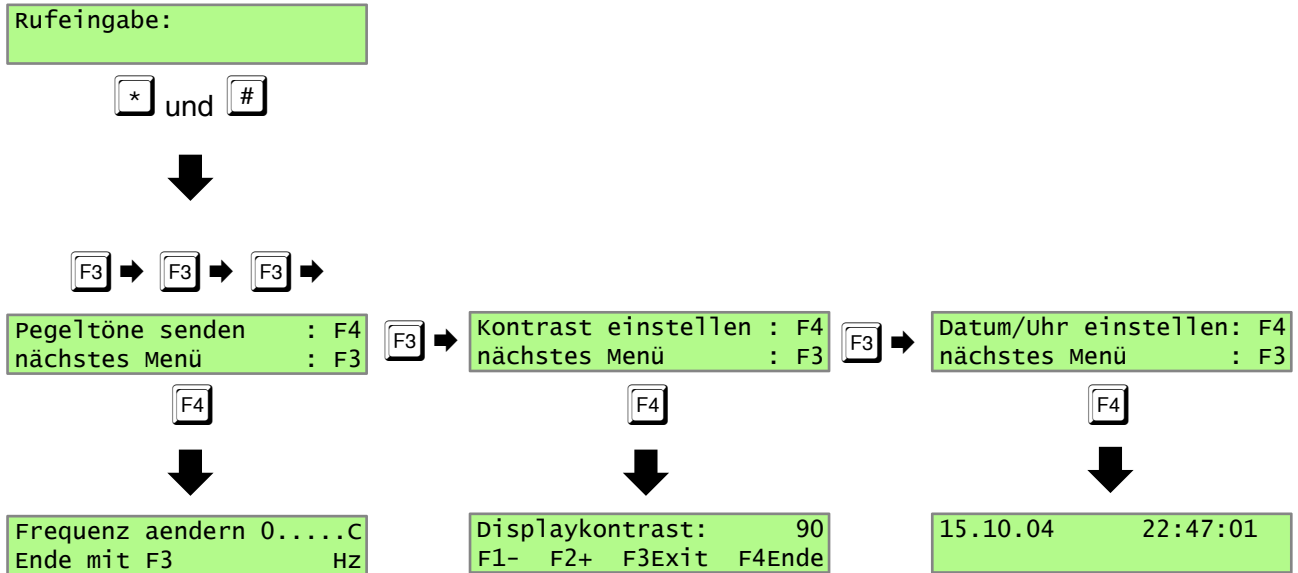 Rufeingabe:
* und #
F3 F3 F3
Pegeltöne senden : F4
nächstes Menü : F3
F3
Kontrast einstellen : F4
nächstes Menü : F3
F3
Datum/Uhr einstellen: F4
nächstes Menü : F3
F4
F4
F4
Frequenz aendern 0.....C
Ende mit F3 Hz
Displaykontrast: 90
F1- F2+ F3Exit F4Ende
15.10.04 22:47:01